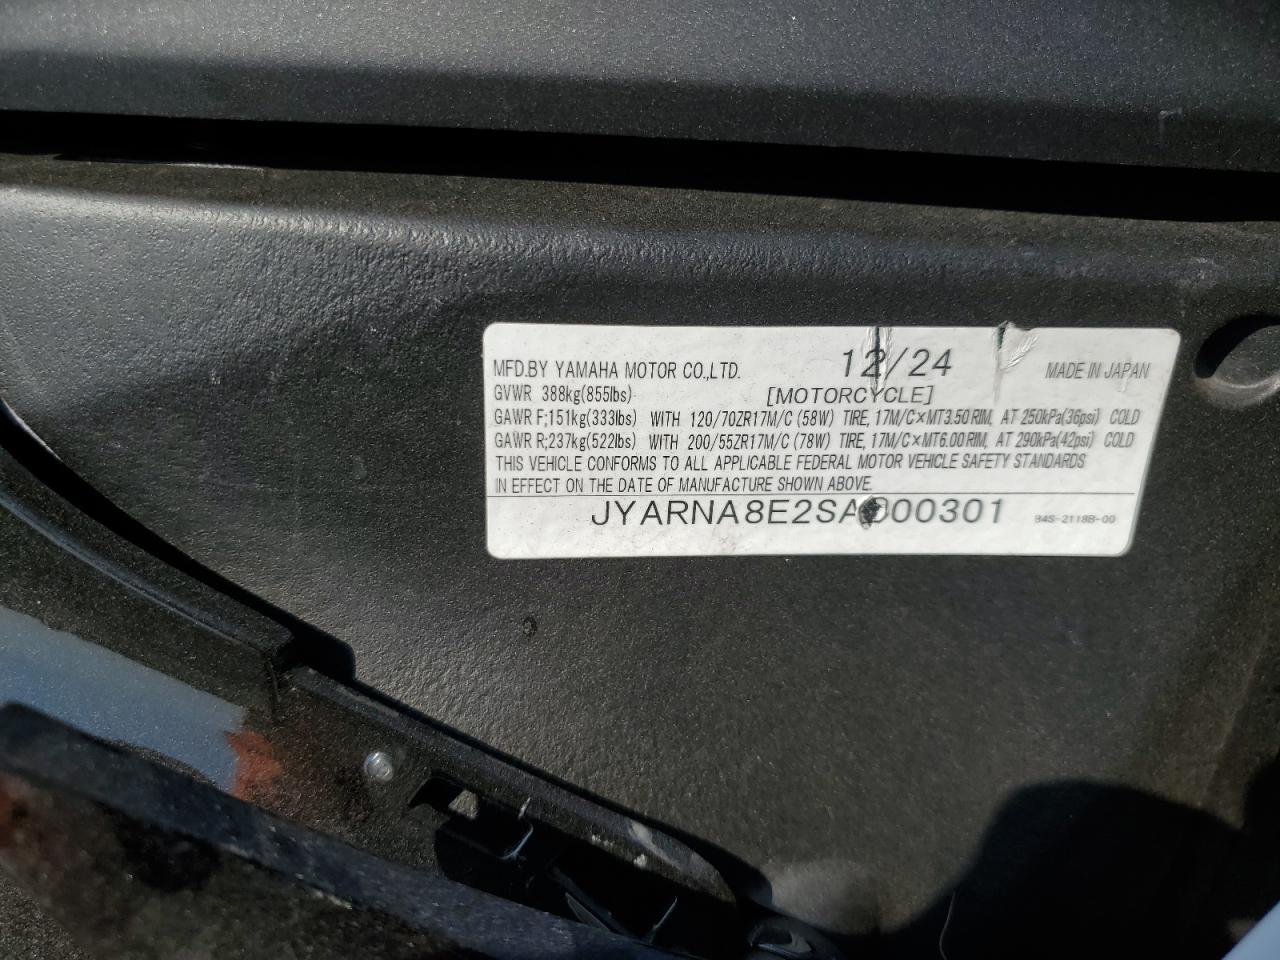 MFD.BY YAMAHA MOTOR CO.,LTD. 12/24 MADE IN JAPAN
GVWR 388kg(855lbs) [MOTORCYCLE]
GAWR F;151kg(333lbs) WITH 120/70ZR17M/C (58W) TIRE, 17M/C×MT3.50 RIM, AT 250kPa(36psi) COLD
GAWR R;237kg(522lbs) WITH 200/55ZR17M/C (78W) TIRE, 17M/C×MT6.00 RIM, AT 290kPa(42psi) COLD
THIS VEHICLE CONFORMS TO ALL APPLICABLE FEDERAL MOTOR VEHICLE SAFETY STANDARDS
IN EFFECT ON THE DATE OF MANUFACTURE SHOWN ABOVE.
JYARNA8E2SA000301 B4S-2118B-00